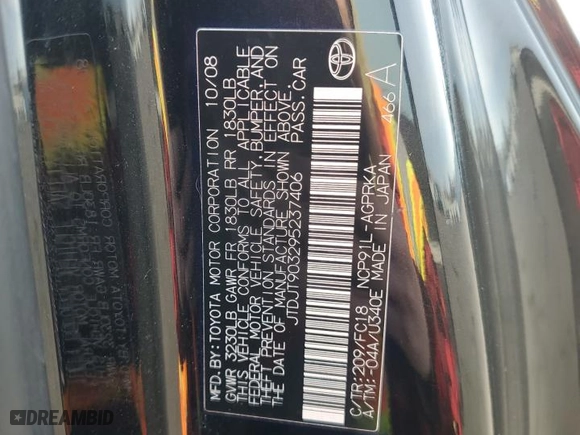 MFD. BY: TOYOTA MOTOR CORPORATION 10/08
GVWR 3230LB GAWR FR 1830LB RR 1830LB
THIS VEHICLE CONFORMS TO ALL APPLICABLE
FEDERAL MOTOR VEHICLE SAFETY, BUMPER, AND
THEFT PREVENTION STANDARDS IN EFFECT ON
THE DATE OF MANUFACTURE SHOWN ABOVE.
JTDJT903295237406 PASS. CAR
C/TR: 209/FC18 NCP91L-AGPRKA
A/TM: -04A/U340E MADE IN JAPAN 466 A
DREAMBID